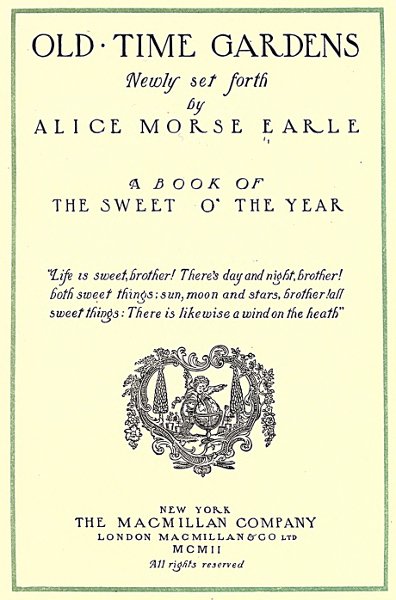 OLD·TIME GARDENS
Newly set forth
by
ALICE MORSE EARLE
A BOOK OF
THE SWEET O' THE YEAR
"Life is sweet, brother! There's day and night, brother!
both sweet things: sun, moon and stars, brother! all
sweet things: There is likewise a wind on the heath"
NEW YORK
THE MACMILLAN COMPANY
LONDON MACMILLAN & CO LTD
MCMII
All rights reserved